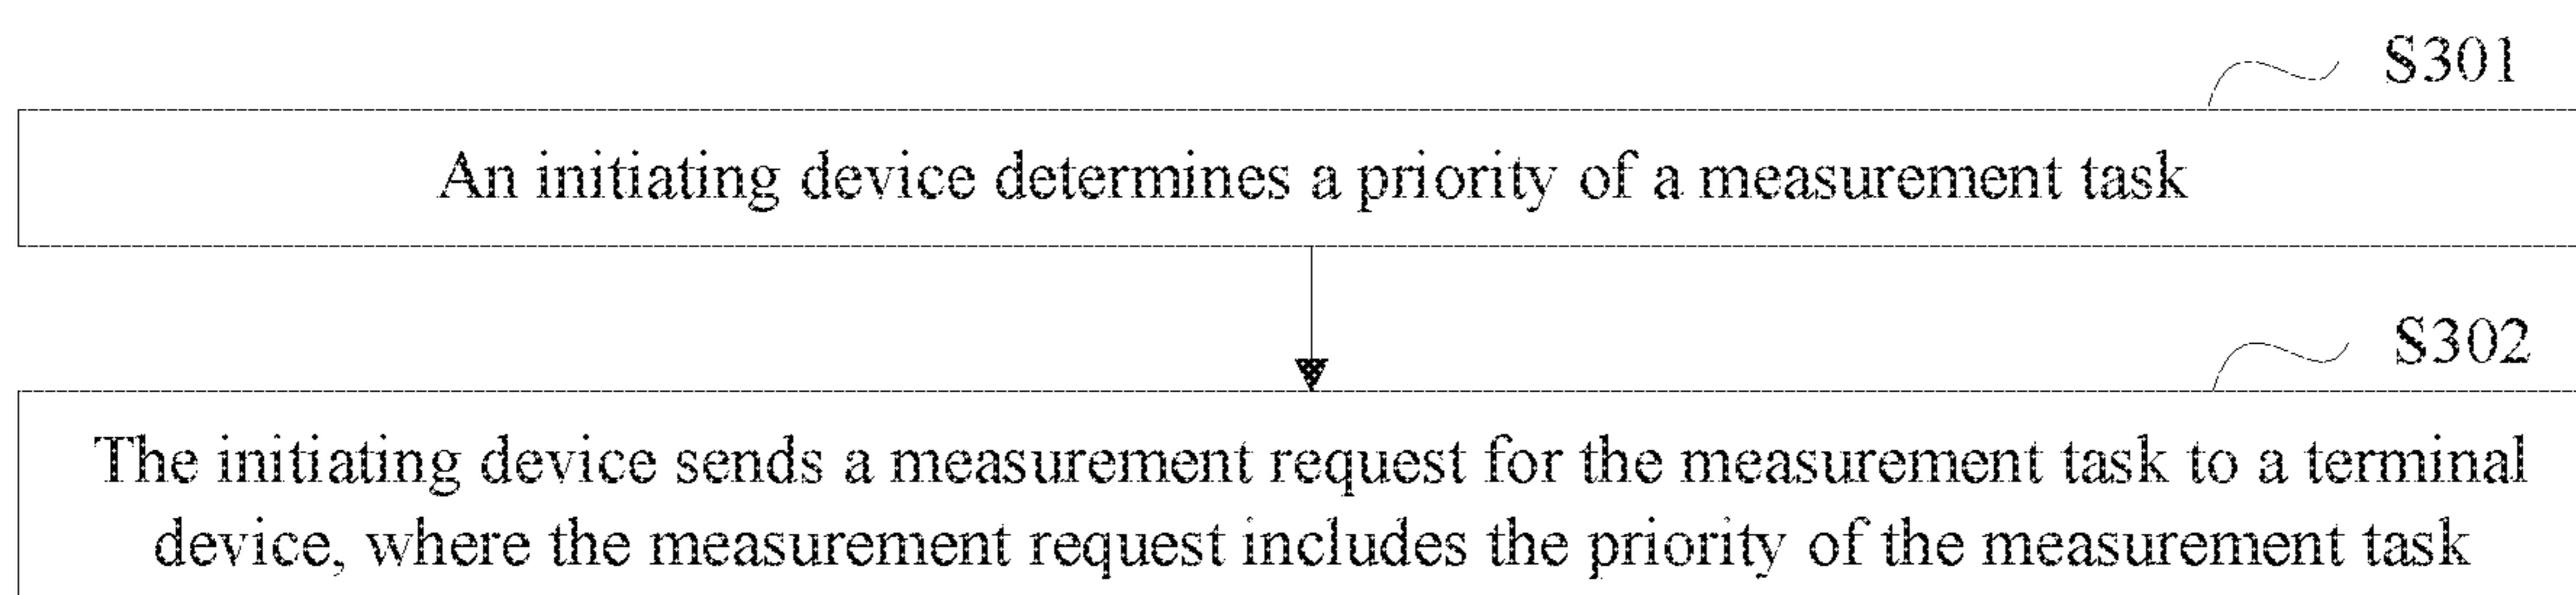 S301
An initiating device determines a priority of a measurement task
S302
The initiating device sends a measurement request for the measurement task to a terminal
device, where the measurement request includes the priority of the measurement task